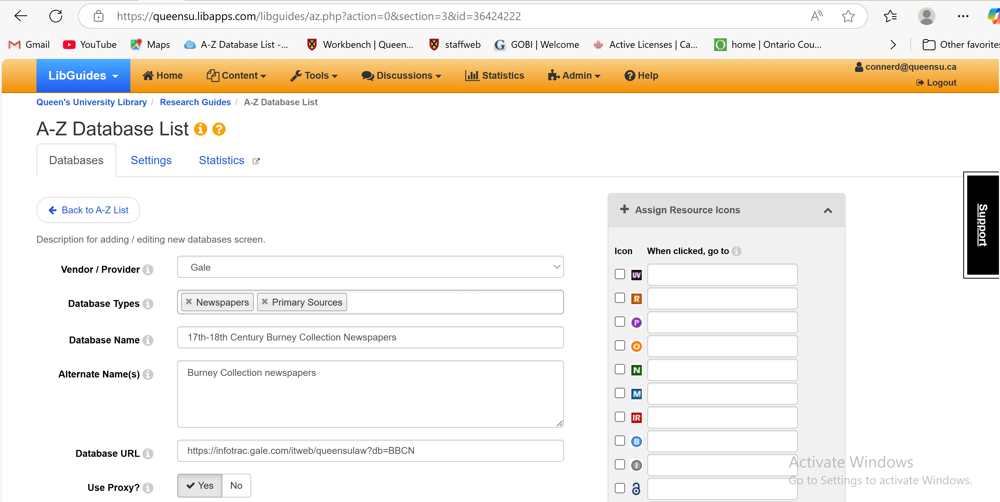 https://queensu.libapps.com/libguides/az.php?action=0&section=3&id=36424222
Gmail YouTube Maps A-Z Database List -... Workbench | Queen... staffweb GOBI | Welcome Active Licenses | Ca... home | Ontario Cou... Other favorites
LibGuides Home Content Tools Discussions Statistics Admin Help
connerd@queensu.ca
Logout
Queen's University Library / Research Guides / A-Z Database List
A-Z Database List
Databases Settings Statistics
Back to A-Z List
Description for adding / editing new databases screen.
Vendor / Provider Gale
Database Types Newspapers Primary Sources
Database Name 17th-18th Century Burney Collection Newspapers
Alternate Name(s) Burney Collection newspapers
Database URL https://infotrac.gale.com/itweb/queensulaw?db=BBCN
Use Proxy? Yes No
Assign Resource Icons
Icon When clicked, go to
UV
R
P
O
N
M
IR
B
I
Support
Activate Windows
Go to Settings to activate Windows.